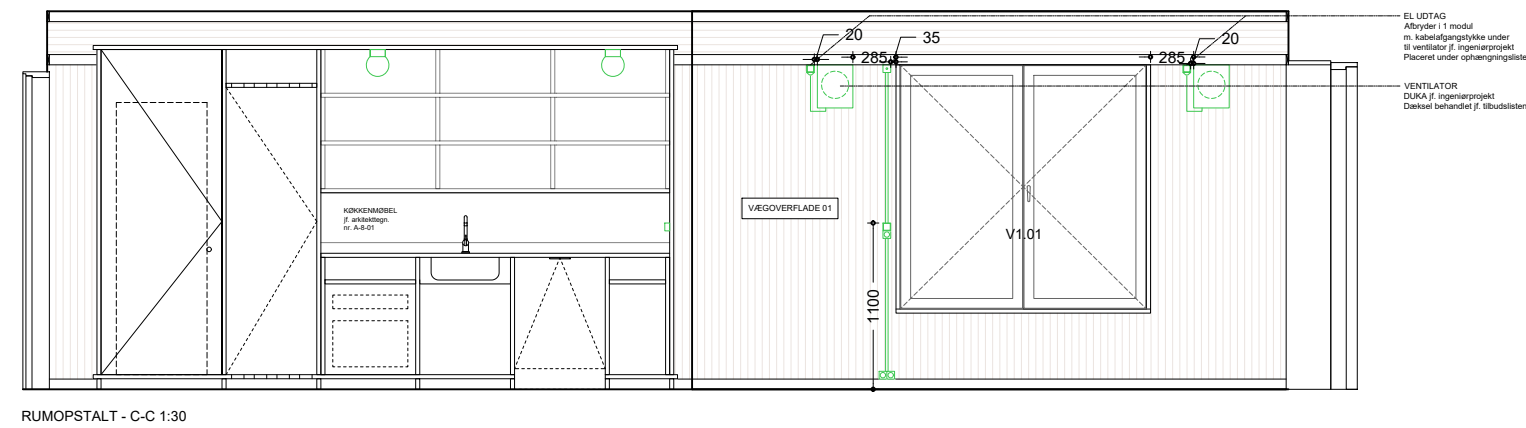 EL UDTAG
Afbryder i 1 modul
m. kabelafgangstykke under
til ventilator jf. ingeniørprojekt
Placeret under ophængningsliste
20
35
20
285
285
VENTILATOR
DUKA jf. ingeniørprojekt
Dæksel behandlet jf. tilbudslisten
KØKKENMØBEL
jf. arkitekttegn.
nr. A-8-01
VÆGOVERFLADE 01
V1.01
1100
RUMOPSTALT - C-C 1:30